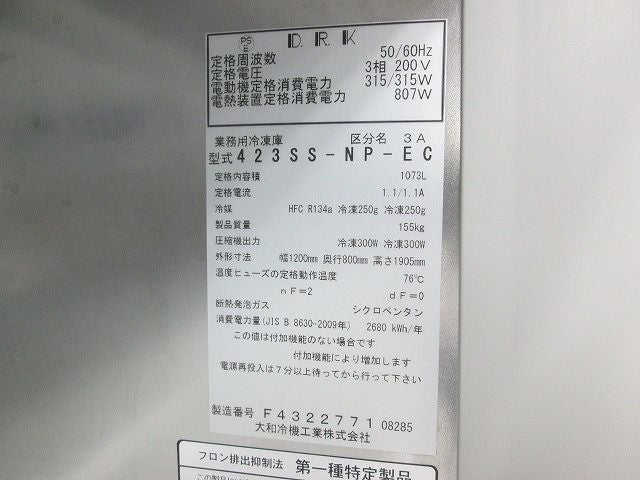 PS
E
D.R.K
定格周波数 50/60Hz
定格電圧 3相 200V
電動機定格消費電力 315/315W
電熱装置定格消費電力 807W
業務用冷凍庫 区分名 3A
型式 423SS-NP-EC
定格内容積 1073L
定格電流 1.1/1.1A
冷媒 HFC R134a 冷凍250g 冷凍250g
製品質量 155kg
圧縮機出力 冷凍300W 冷凍300W
外形寸法 幅1200mm 奥行800mm 高さ1905mm
温度ヒューズの定格動作温度 76℃
nF=2 dF=0
断熱発泡ガス シクロペンタン
消費電力量(JIS B 8630-2009年) 2680 kWh/年
この値は付加機能のない場合です
付加機能により増加します
電源再投入は7分以上待ってから行って下さい
製造番号 F4322771 08285
大和冷機工業株式会社
フロン排出抑制法 第一種特定製品